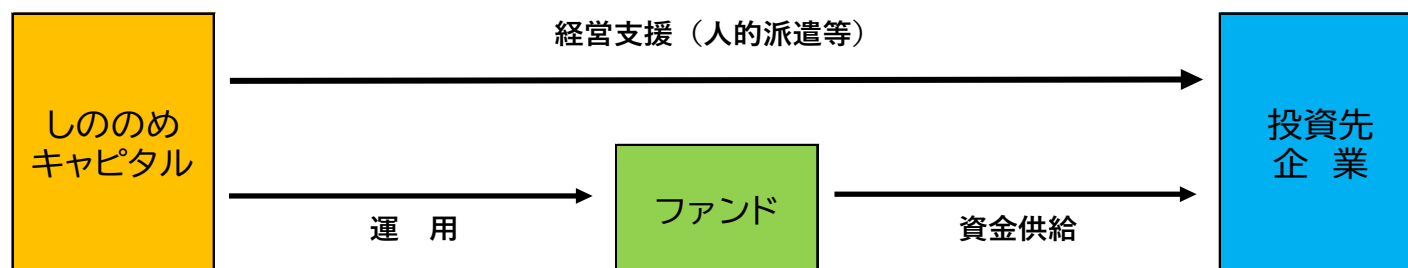 経営支援（人的派遣等）
しののめ
キャピタル
投資先
企　業
ファンド
運　用
資金供給